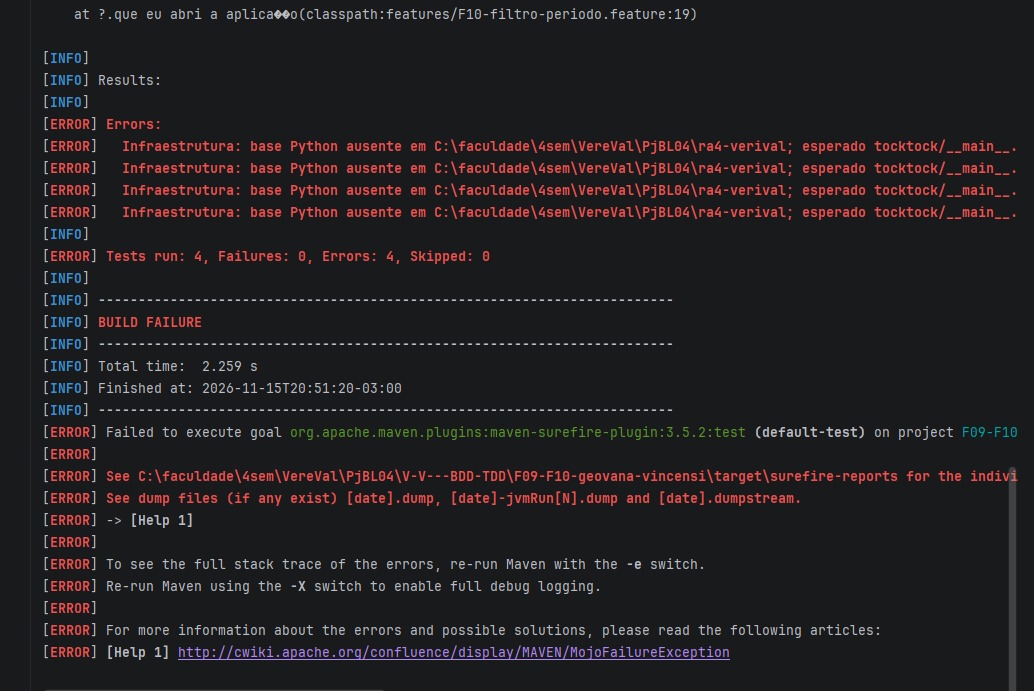 at ?.que eu abri a aplica��o(classpath:features/F10-filtro-periodo.feature:19)
[INFO]
[INFO] Results:
[INFO]
[ERROR] Errors:
[ERROR]   Infraestrutura: base Python ausente em C:\faculdade\4sem\VereVal\PjBL04\ra4-verival; esperado tocktock/__main__.
[ERROR]   Infraestrutura: base Python ausente em C:\faculdade\4sem\VereVal\PjBL04\ra4-verival; esperado tocktock/__main__.
[ERROR]   Infraestrutura: base Python ausente em C:\faculdade\4sem\VereVal\PjBL04\ra4-verival; esperado tocktock/__main__.
[ERROR]   Infraestrutura: base Python ausente em C:\faculdade\4sem\VereVal\PjBL04\ra4-verival; esperado tocktock/__main__.
[INFO]
[ERROR] Tests run: 4, Failures: 0, Errors: 4, Skipped: 0
[INFO]
[INFO] ------------------------------------------------------------------------
[INFO] BUILD FAILURE
[INFO] ------------------------------------------------------------------------
[INFO] Total time:  2.259 s
[INFO] Finished at: 2026-11-15T20:51:20-03:00
[INFO] ------------------------------------------------------------------------
[ERROR] Failed to execute goal org.apache.maven.plugins:maven-surefire-plugin:3.5.2:test (default-test) on project F09-F10
[ERROR]
[ERROR] See C:\faculdade\4sem\VereVal\PjBL04\V-V---BDD-TDD\F09-F10-geovana-vincensi\target\surefire-reports for the indivi
[ERROR] See dump files (if any exist) [date].dump, [date]-jvmRun[N].dump and [date].dumpstream.
[ERROR] -> [Help 1]
[ERROR]
[ERROR] To see the full stack trace of the errors, re-run Maven with the -e switch.
[ERROR] Re-run Maven using the -X switch to enable full debug logging.
[ERROR]
[ERROR] For more information about the errors and possible solutions, please read the following articles:
[ERROR] [Help 1] http://cwiki.apache.org/confluence/display/MAVEN/MojoFailureException